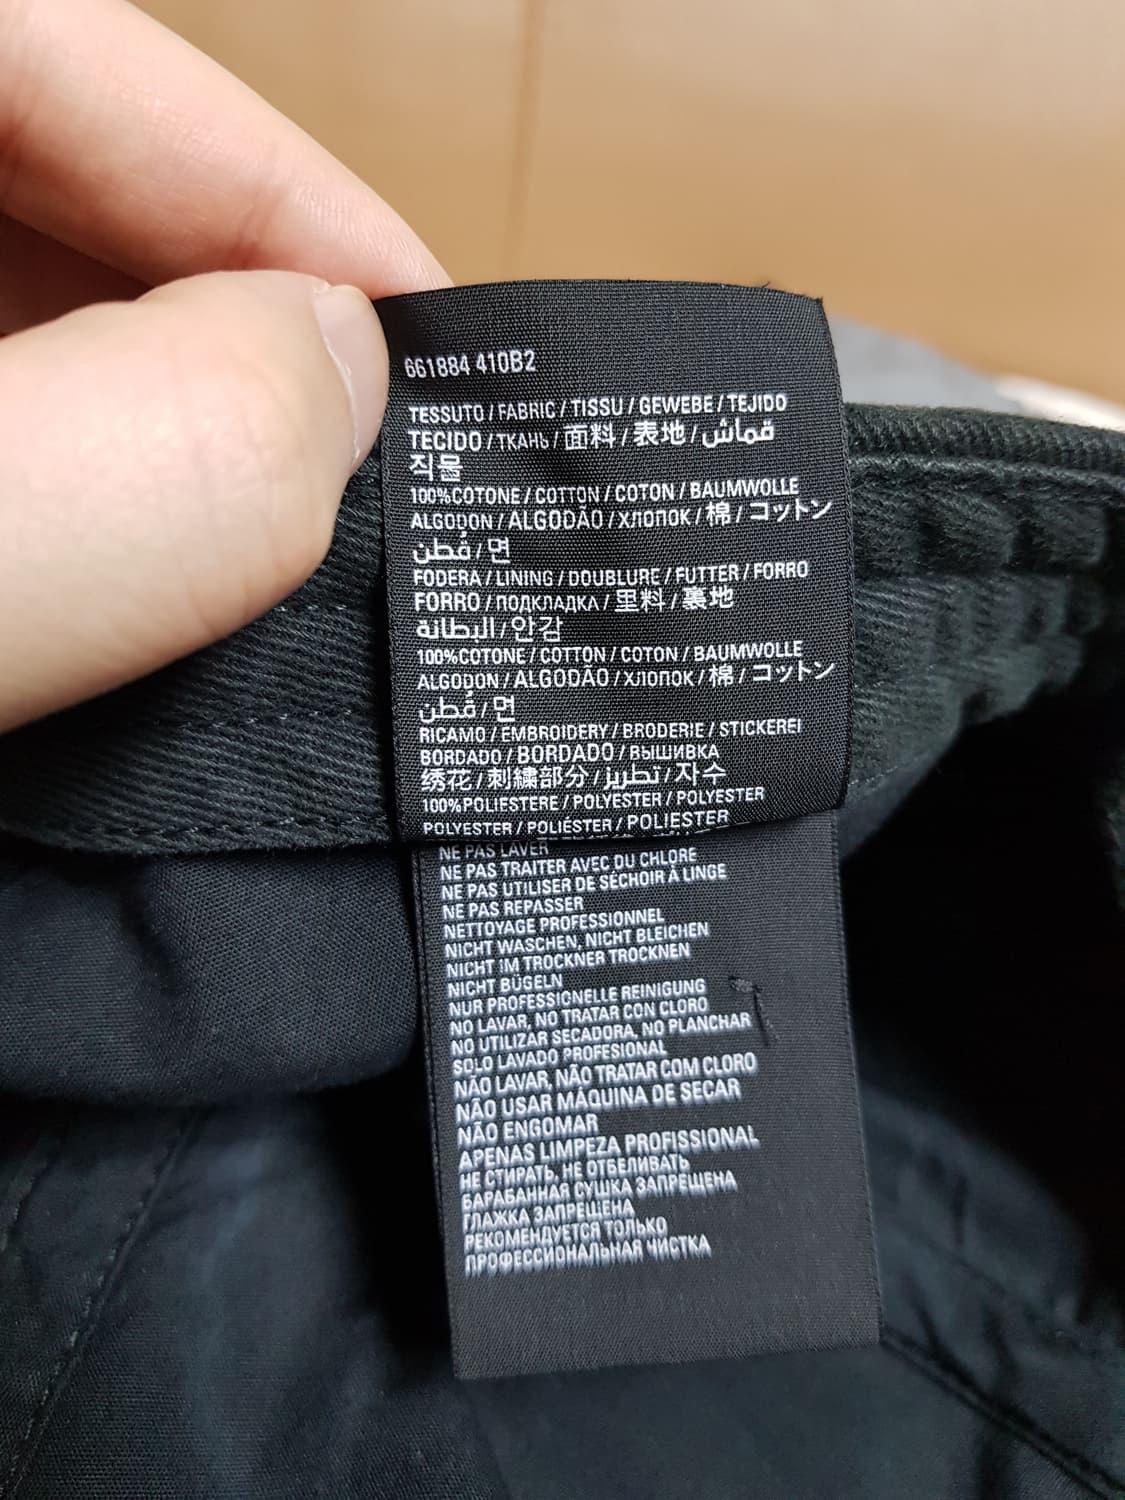 661884 410B2
TESSUTO / FABRIC / TISSU / GEWEBE / TEJIDO
TECIDO / ТКАНЬ / 面料 / 表地 / قماش
직물
100%COTONE / COTTON / COTON / BAUMWOLLE
ALGODON / ALGODÃO / ХЛОПОК / 棉 / コットン
قُطن / 면
FODERA / LINING / DOUBLURE / FUTTER / FORRO
FORRO / ПОДКЛАДКА / 里料 / 裏地
البطانة / 안감
100%COTONE / COTTON / COTON / BAUMWOLLE
ALGODON / ALGODÃO / ХЛОПОК / 棉 / コットン
قُطن / 면
RICAMO / EMBROIDERY / BRODERIE / STICKEREI
BORDADO / BORDADO / ВЫШИВКА
绣花 / 刺繍部分 / تطريز / 자수
100%POLIESTERE / POLYESTER / POLYESTER
POLYESTER / POLIÉSTER / POLIESTER
NE PAS LAVER
NE PAS TRAITER AVEC DU CHLORE
NE PAS UTILISER DE SÉCHOIR À LINGE
NE PAS REPASSER
NETTOYAGE PROFESSIONNEL
NICHT WASCHEN, NICHT BLEICHEN
NICHT IM TROCKNER TROCKNEN
NICHT BÜGELN
NUR PROFESSIONELLE REINIGUNG
NO LAVAR, NO TRATAR CON CLORO
NO UTILIZAR SECADORA, NO PLANCHAR
SOLO LAVADO PROFESIONAL
NÃO LAVAR, NÃO TRATAR COM CLORO
NÃO USAR MÁQUINA DE SECAR
NÃO ENGOMAR
APENAS LIMPEZA PROFISSIONAL
НЕ СТИРАТЬ, НЕ ОТБЕЛИВАТЬ
БАРАБАННАЯ СУШКА ЗАПРЕЩЕНА
ГЛАЖКА ЗАПРЕЩЕНА
РЕКОМЕНДУЕТСЯ ТОЛЬКО
ПРОФЕССИОНАЛЬНАЯ ЧИСТКА